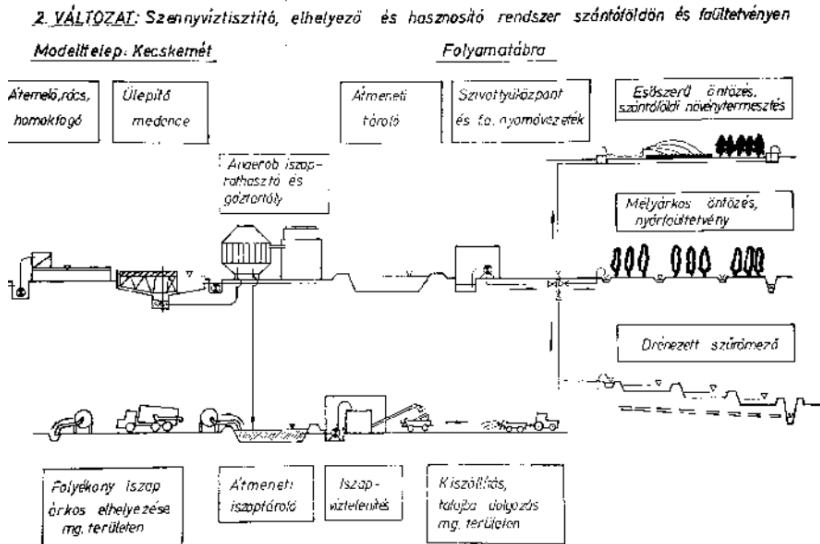 2. VÁLTOZAT: Szennyvíztisztító, elhelyező és hasznosító rendszer szántóföldön és faültetvényen
Modelltelep: Kecskemét
Folyamatábra
Átemelő, rács,
homokfogó
Ülepítő
medence
Átmeneti
tároló
Szivattyúközpont
és f.a. nyomóvezeték
Esőszerű öntözés,
szántóföldi növénytermesztés
Anaerob iszap-
rothasztó és
gáztartály
Mélyárkos öntözés,
nyárfaültetvény
Drénezett szűrőmező
Folyékony iszap
árkos elhelyezése
mg. területen
Átmeneti
iszaptároló
Iszap-
víztelenítés
Kiszállítás,
talajba dolgozás
mg. területen